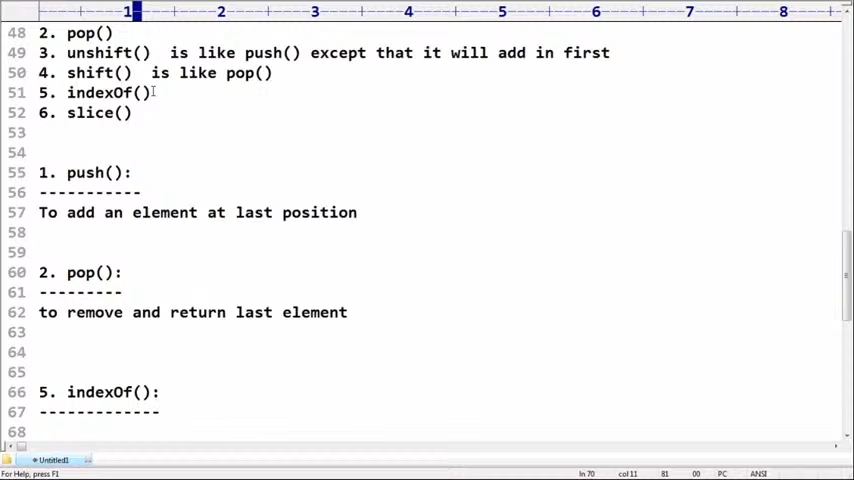 1 2 3 4 5 6 7 8
48 2. pop()
49 3. unshift()  is like push() except that it will add in first
50 4. shift()  is like pop()
51 5. indexOf()
52 6. slice()
53
54
55 1. push():
56 -----------
57 To add an element at last position
58
59
60 2. pop():
61 ---------
62 to remove and return last element
63
64
65
66 5. indexOf():
67 -------------
68
Untitled1
For Help, press F1 ln 70 col 11 81 00 PC ANSI